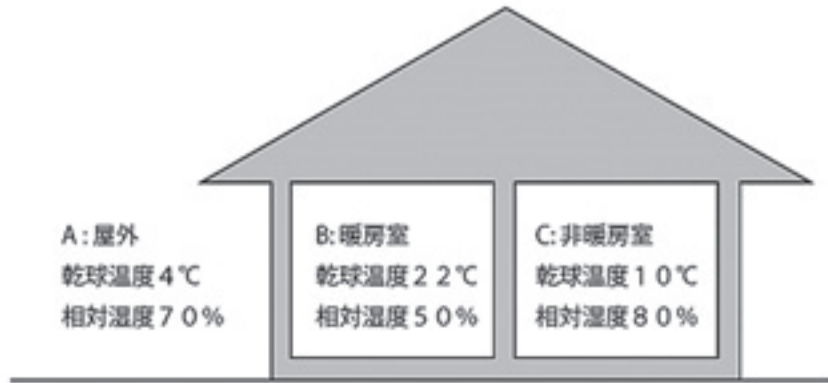 A:屋外
乾球温度4℃
相対湿度70%
B:暖房室
乾球温度22℃
相対湿度50%
C:非暖房室
乾球温度10℃
相対湿度80%